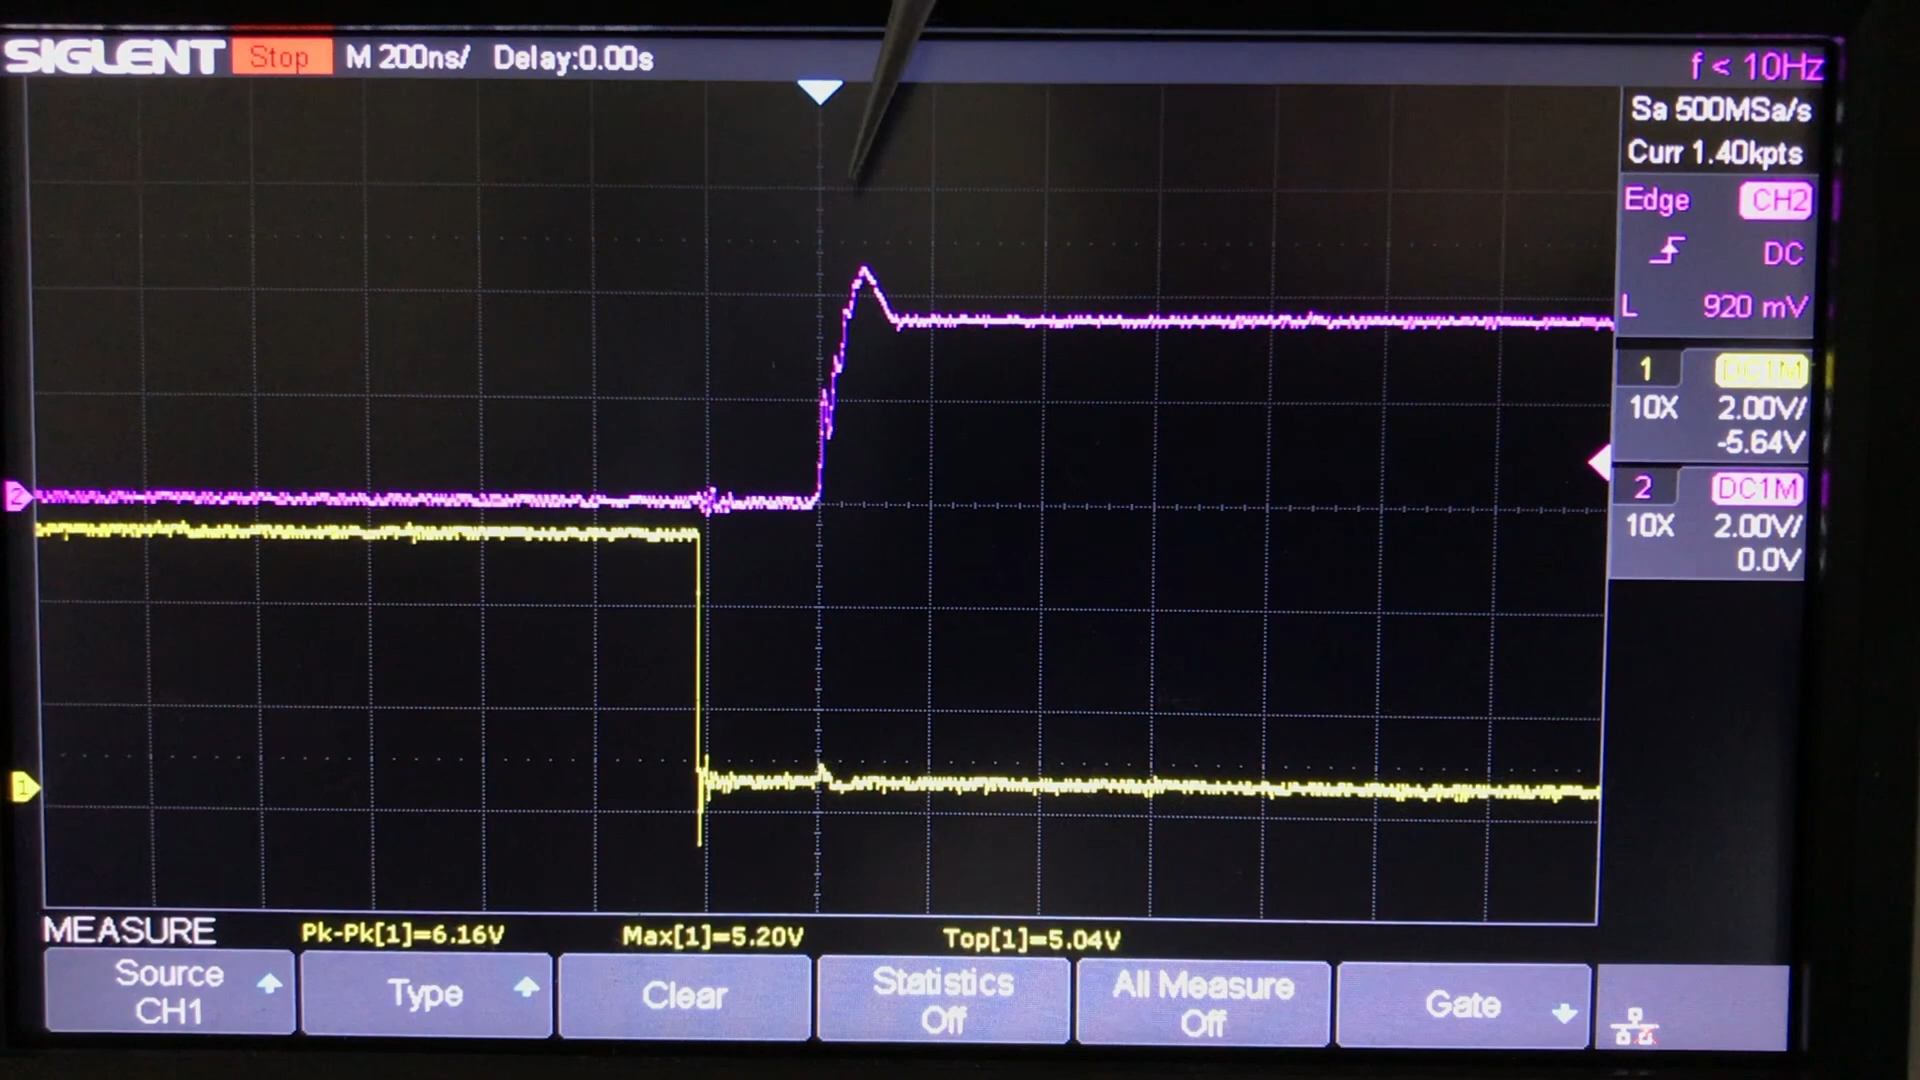 SIGLENT Stop M 200ns/ Delay:0.00s f < 10Hz
Sa 500MSa/s
Curr 1.40kpts
Edge CH2
DC
L 920 mV
1 DC1M
10X 2.00V/
-5.64V
2 DC1M
10X 2.00V/
0.0V
2
1
MEASURE Pk-Pk[1]=6.16V Max[1]=5.20V Top[1]=5.04V
Source
CH1
Type
Clear
Statistics
Off
All Measure
Off
Gate